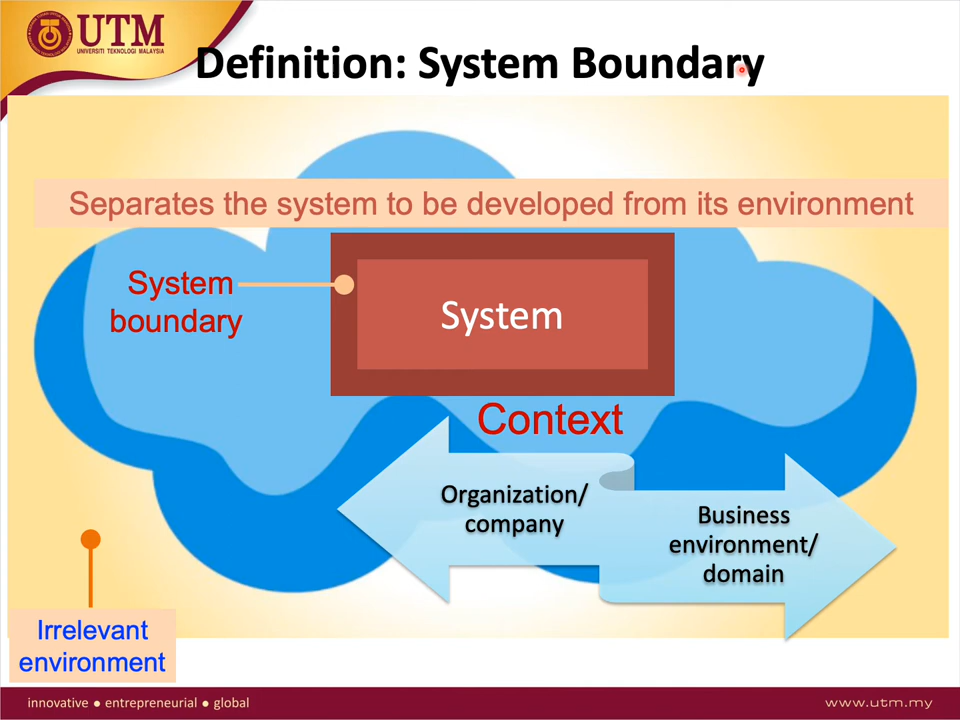 UTM
UNIVERSITI TEKNOLOGI MALAYSIA
Definition: System Boundary
Separates the system to be developed from its environment
System
boundary
System
Context
Organization/
company
Business
environment/
domain
Irrelevant
environment
innovative ● entrepreneurial ● global
www.utm.my